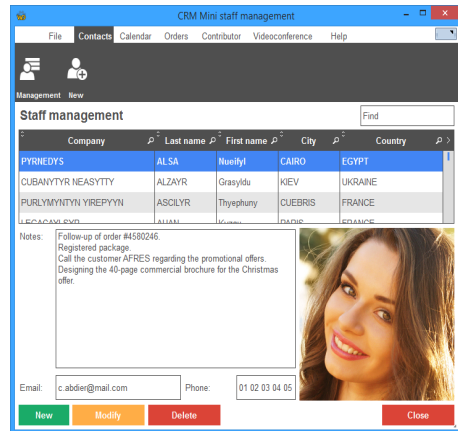 CRM Mini staff management
File Contacts Calendar Orders Contributor Videoconference Help
Management New
Staff management
Find
Company Last name First name City Country
PYRNEDYS ALSA Nueifyl CAIRO EGYPT
CUBANYTYR NEASYTTY ALZAYR Grasyldu KIEV UKRAINE
PURLYMYNTYN YIREPYYN ASCILYR Thyephuny CUEBRIS FRANCE
Notes:
Follow-up of order #4580246.
Registered package.
Call the customer AFRES regarding the promotional offers.
Designing the 40-page commercial brochure for the Christmas
offer.
Email: c.abdier@mail.com Phone: 01 02 03 04 05
New Modify Delete Close